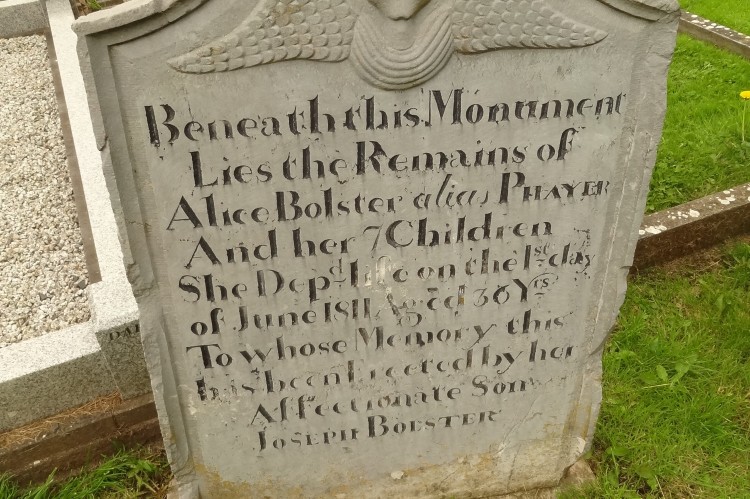 Beneath this Monument
Lies the Remains of
Alice Bolster alias PHAYER
And her 7 Children
She Depd. life on the 1st. day
of June 1811 Aged 36 Yrs
To whose Memory this
has been Erected by her
Affectionate Son
JOSEPH BOLSTER